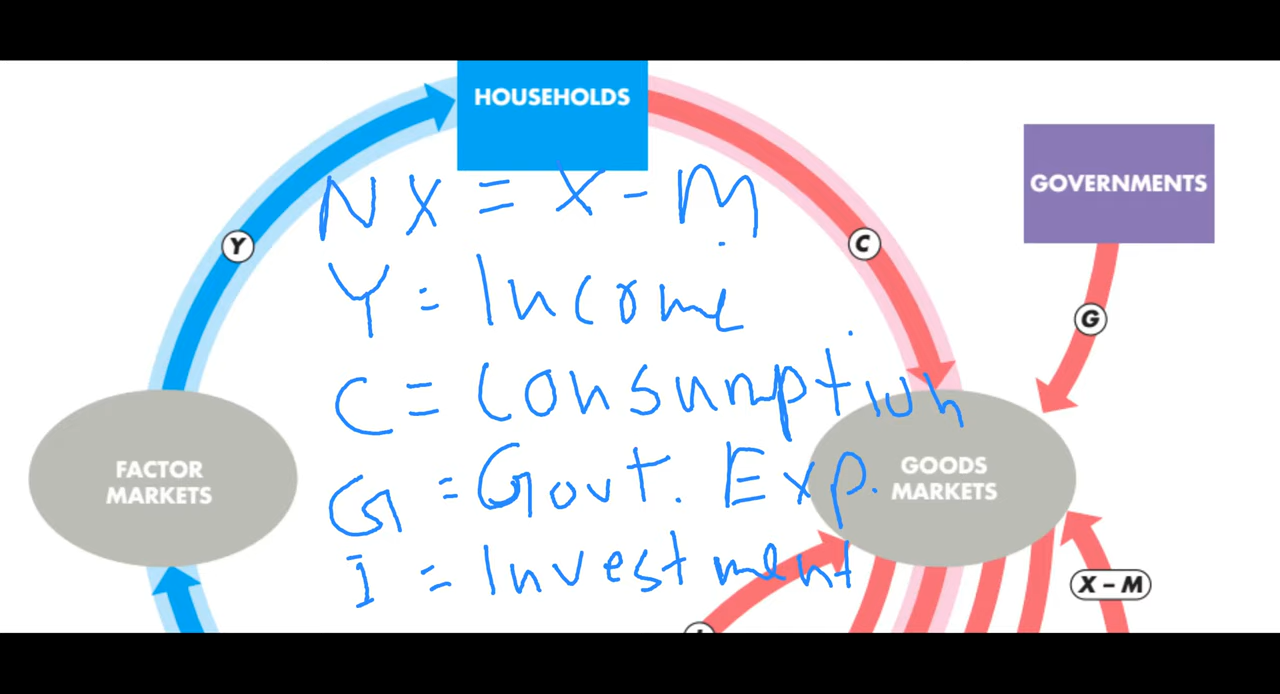 HOUSEHOLDS
GOVERNMENTS
NX = X - M
Y
C
Y = Income
G
C = Consumption
G = Govt. Exp.
FACTOR
MARKETS
GOODS
MARKETS
I = Investment
X – M